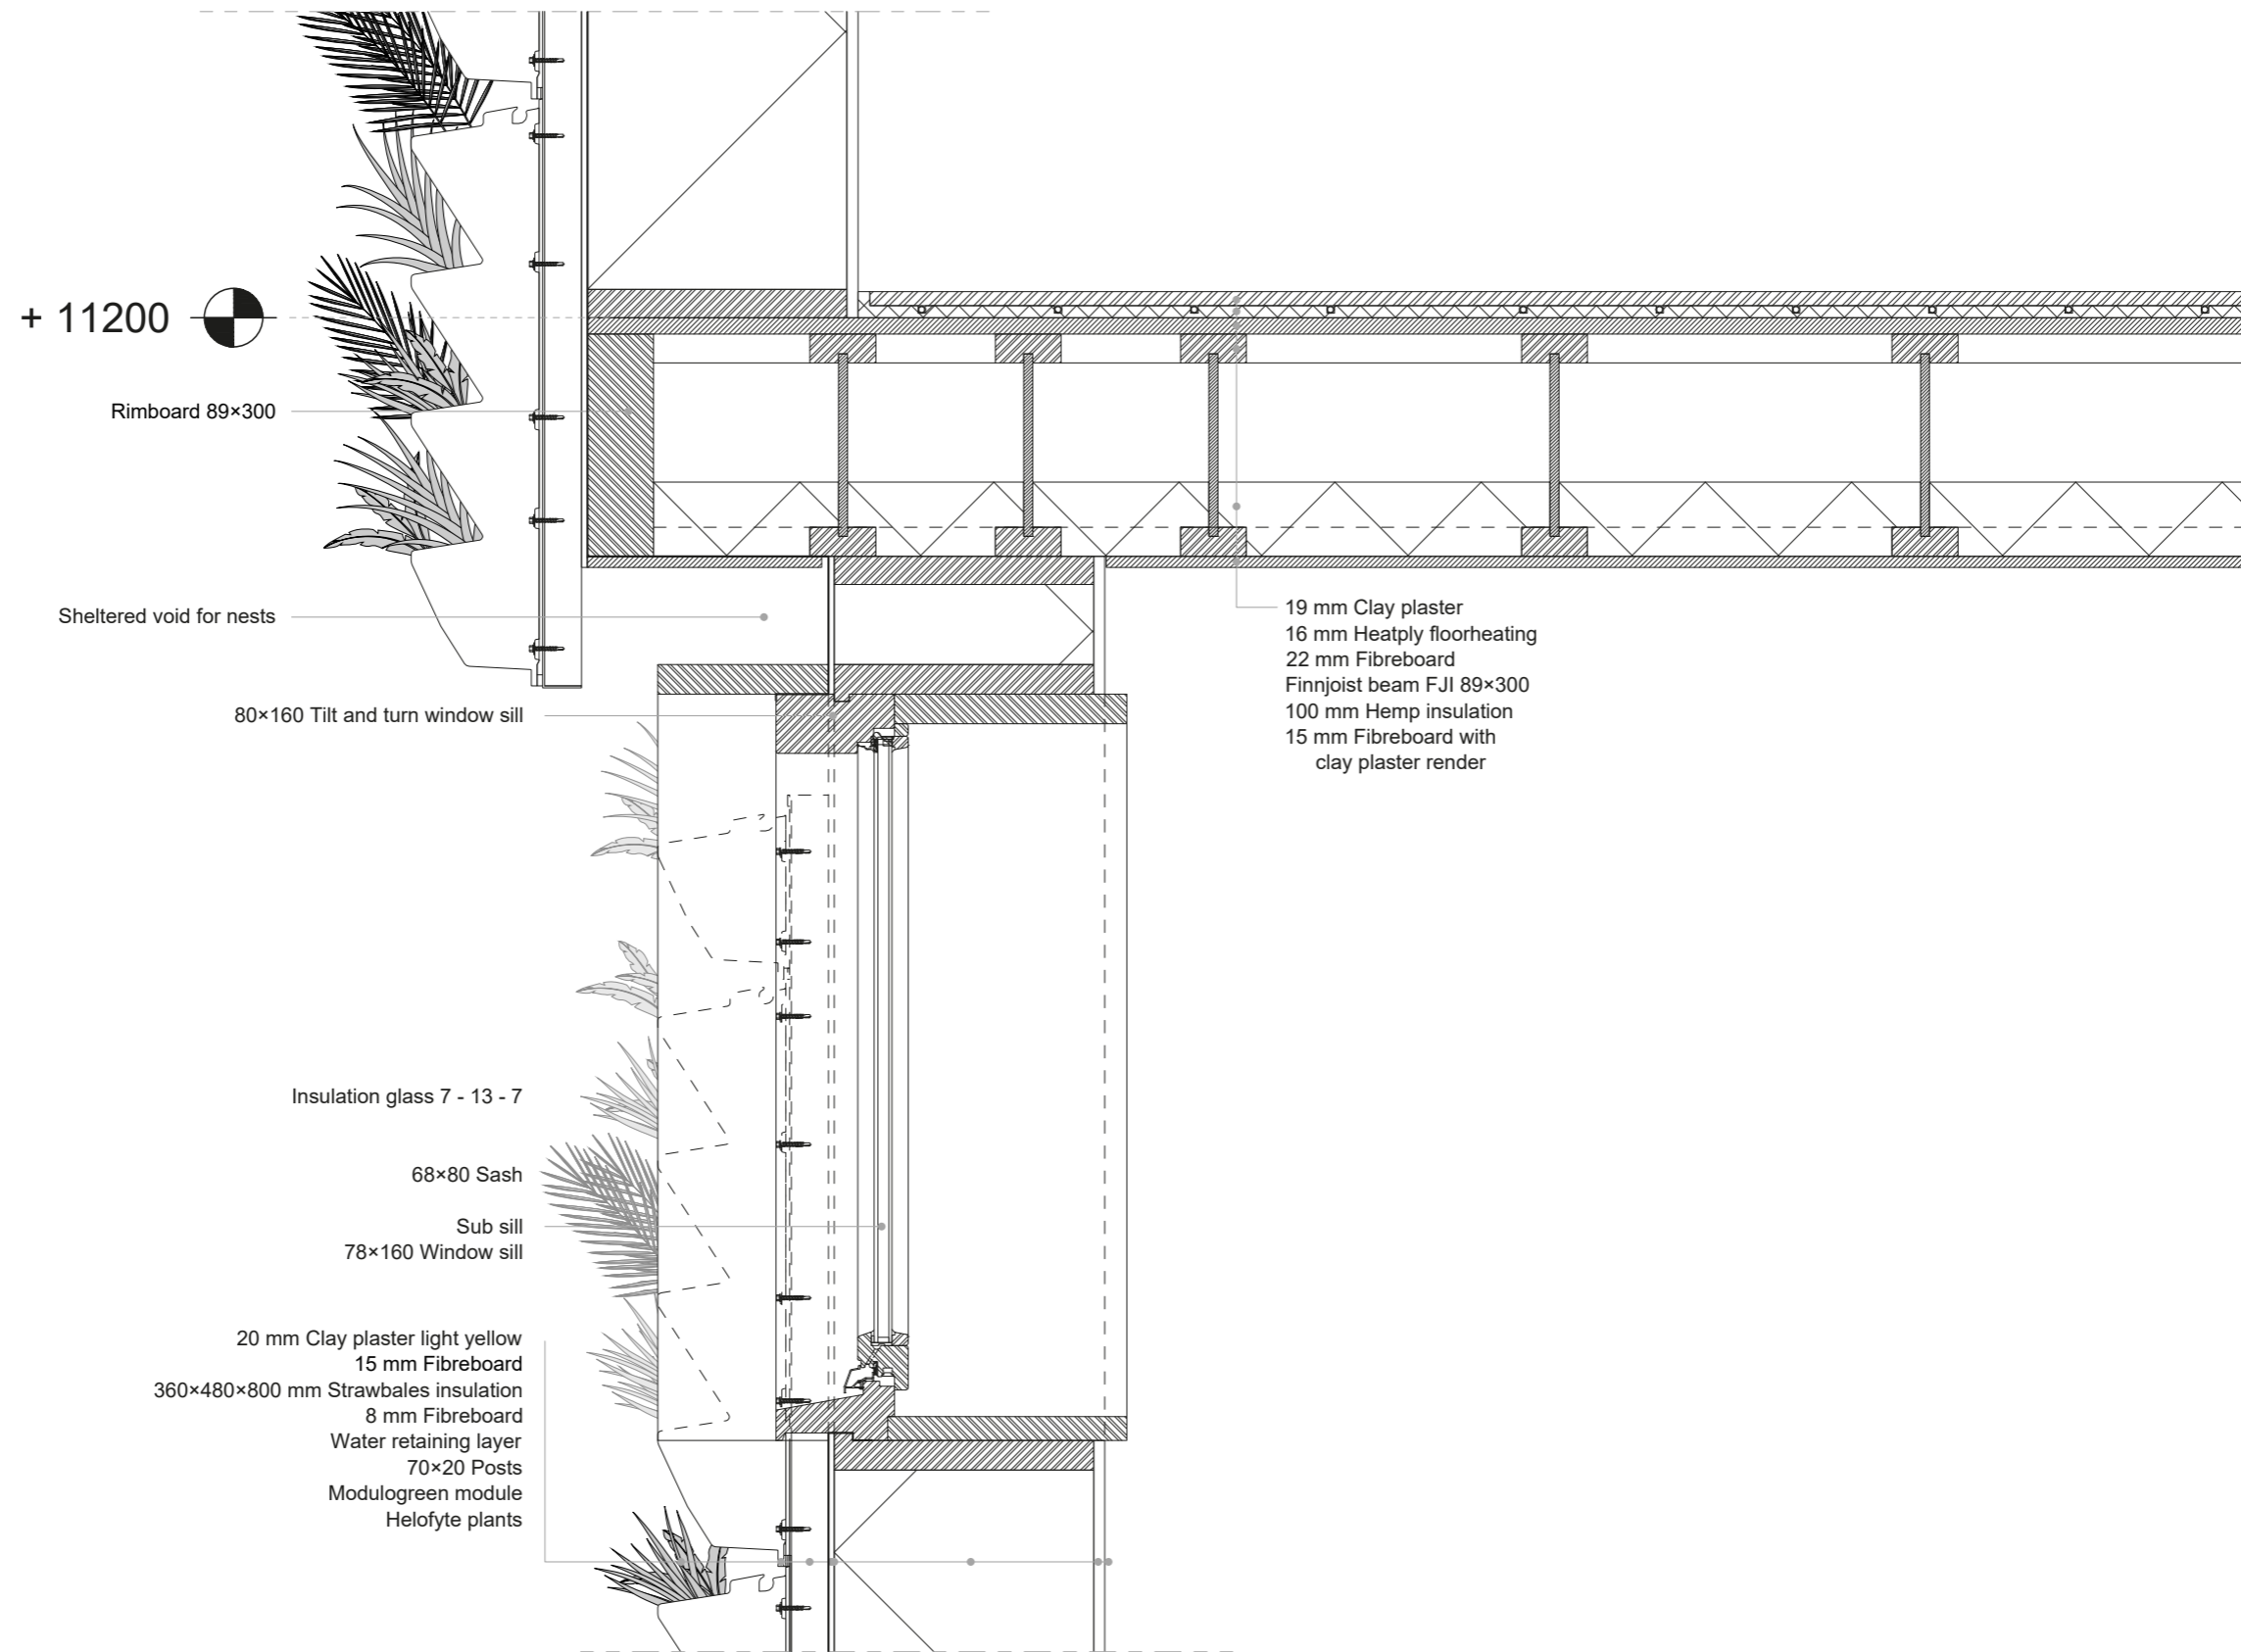 + 11200
Rimboard 89×300
Sheltered void for nests
80×160 Tilt and turn window sill
19 mm Clay plaster
16 mm Heatply floorheating
22 mm Fibreboard
Finnjoist beam FJI 89×300
100 mm Hemp insulation
15 mm Fibreboard with
clay plaster render
Insulation glass 7 - 13 - 7
68×80 Sash
Sub sill
78×160 Window sill
20 mm Clay plaster light yellow
15 mm Fibreboard
360×480×800 mm Strawbales insulation
8 mm Fibreboard
Water retaining layer
70×20 Posts
Modulogreen module
Helofyte plants